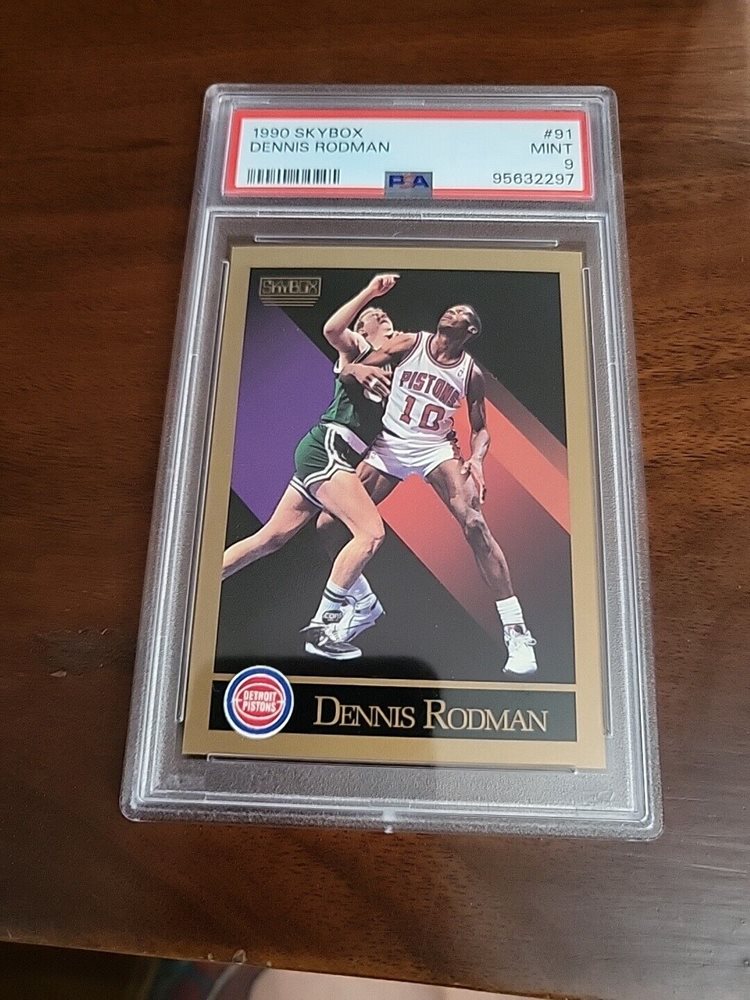 1990 SKYBOX
DENNIS RODMAN
#91
MINT
9
95632297
PSA
SKYBOX
PISTONS
10
DETROIT
PISTONS
DENNIS RODMAN